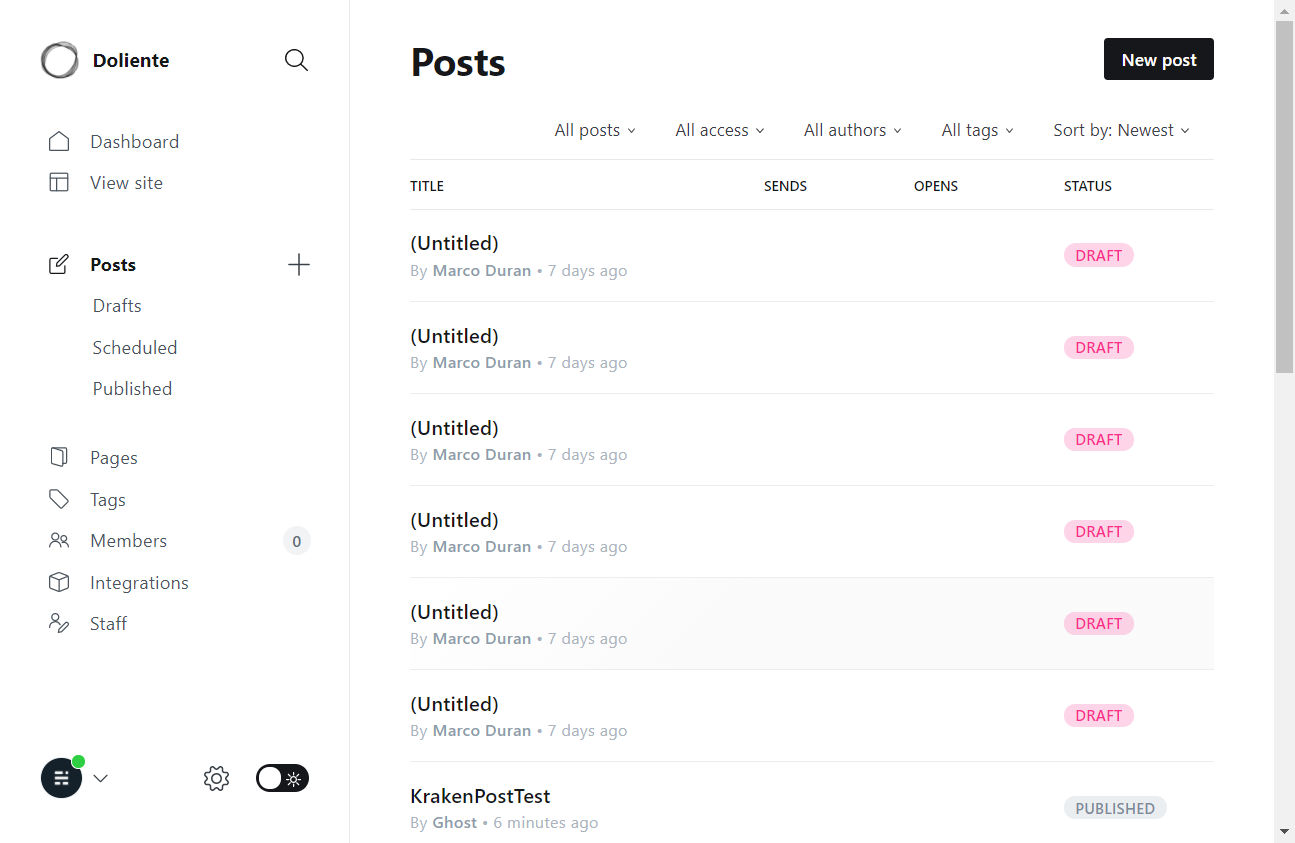 Doliente
Dashboard
View site
Posts
Drafts
Scheduled
Published
Pages
Tags
Members 0
Integrations
Staff
Posts
New post
All posts All access All authors All tags Sort by: Newest
TITLE SENDS OPENS STATUS
(Untitled)
By Marco Duran • 7 days ago
DRAFT
(Untitled)
By Marco Duran • 7 days ago
DRAFT
(Untitled)
By Marco Duran • 7 days ago
DRAFT
(Untitled)
By Marco Duran • 7 days ago
DRAFT
(Untitled)
By Marco Duran • 7 days ago
DRAFT
(Untitled)
By Marco Duran • 7 days ago
DRAFT
KrakenPostTest
By Ghost • 6 minutes ago
PUBLISHED